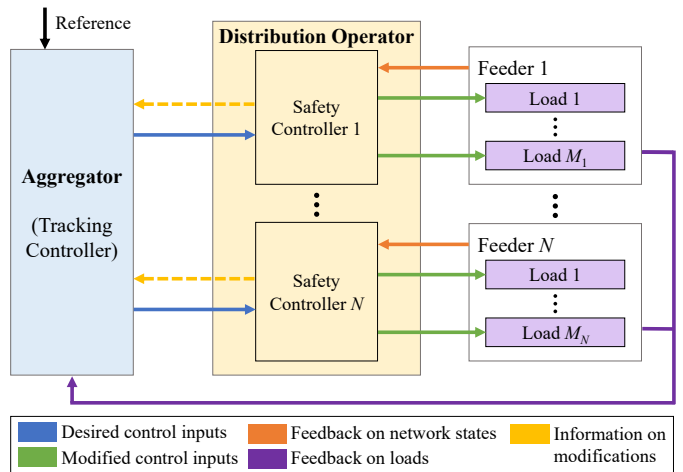 Reference
Distribution Operator
Aggregator
(Tracking
Controller)
Safety
Controller 1
Feeder 1
Load 1
Load M₁
Safety
Controller N
Feeder N
Load 1
Load M_N
Desired control inputs
Modified control inputs
Feedback on network states
Feedback on loads
Information on
modifications